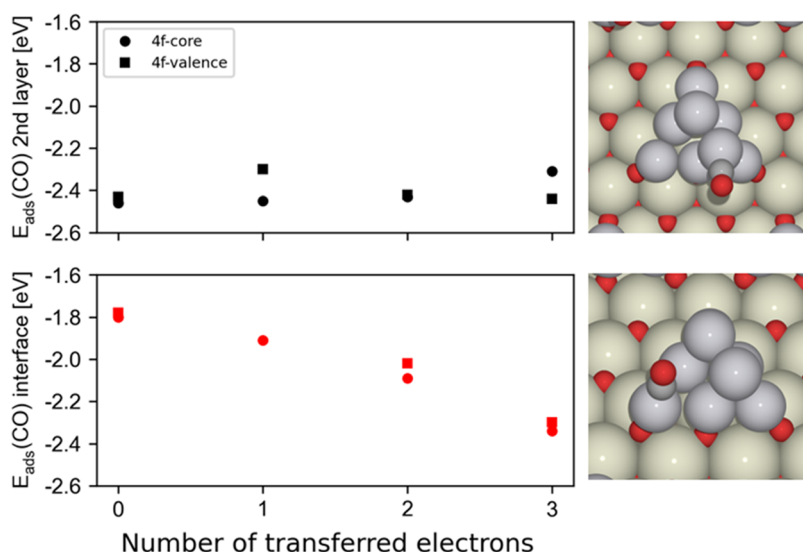 -1.6
-1.8
-2.0
-2.2
-2.4
-2.6
E_ads(CO) 2nd layer [eV]
4f-core
4f-valence
-1.6
-1.8
-2.0
-2.2
-2.4
-2.6
E_ads(CO) interface [eV]
0 1 2 3
Number of transferred electrons